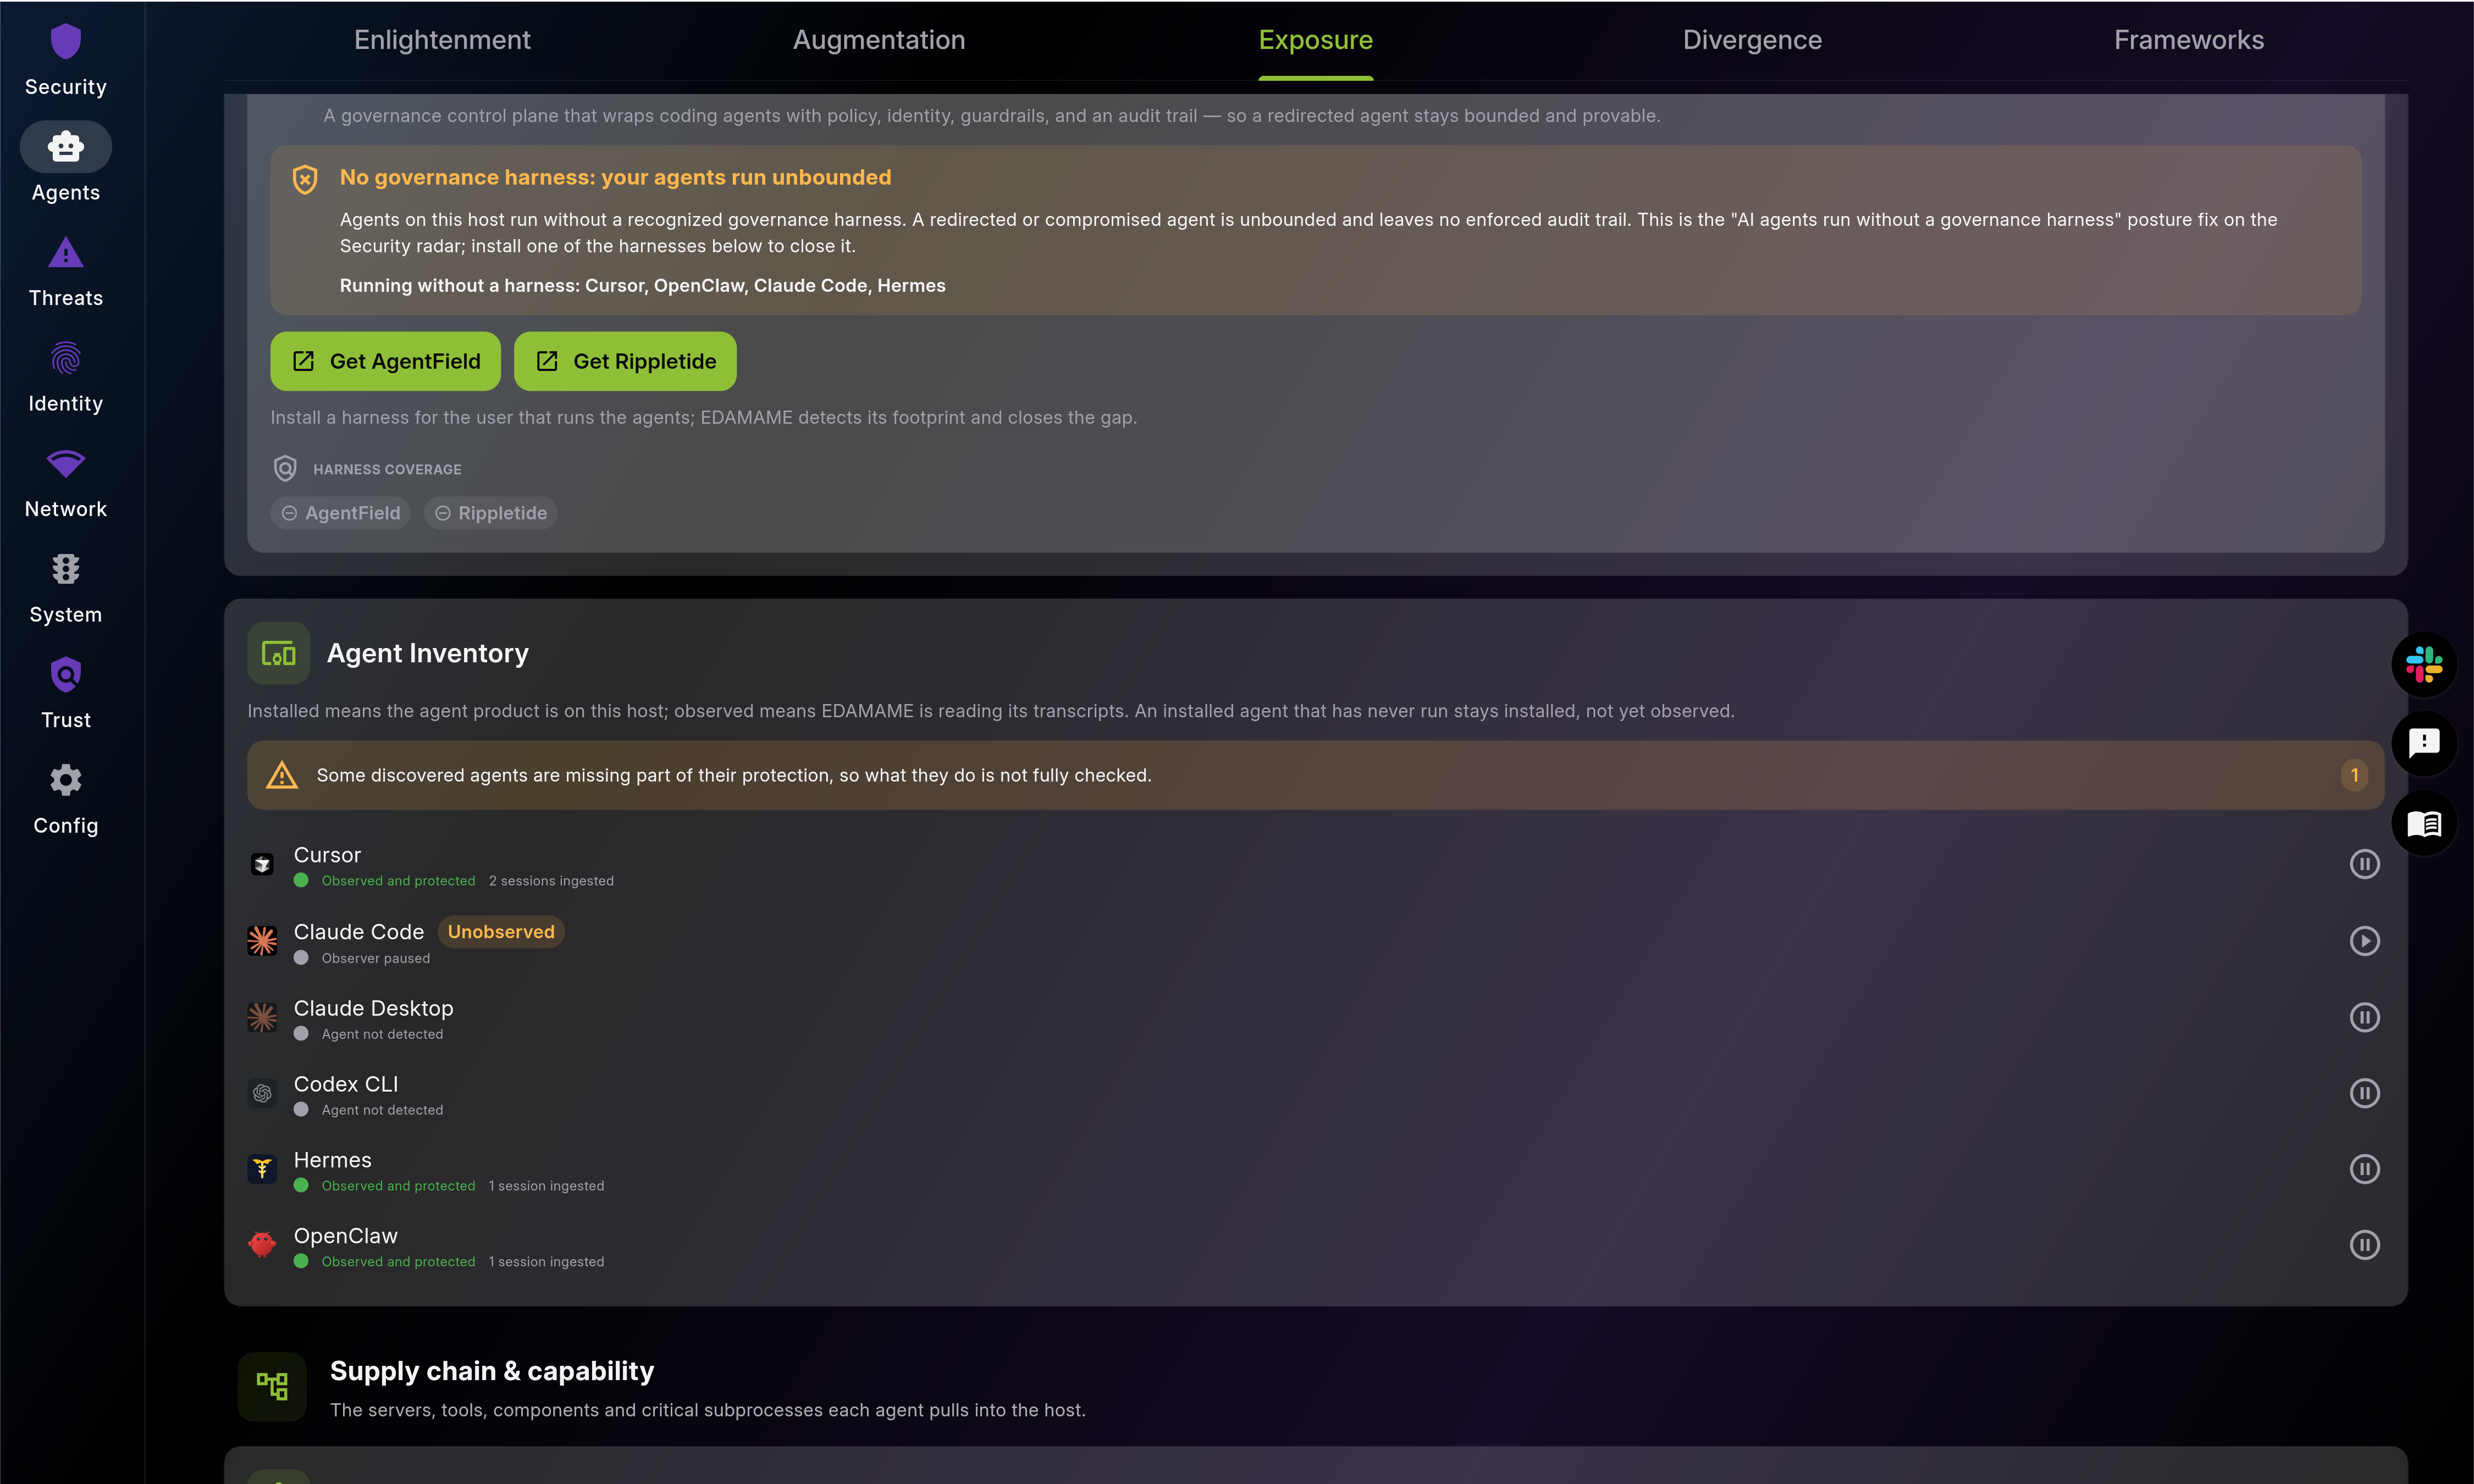 Security
Agents
Threats
Identity
Network
System
Trust
Config
Enlightenment
Augmentation
Exposure
Divergence
Frameworks
A governance control plane that wraps coding agents with policy, identity, guardrails, and an audit trail — so a redirected agent stays bounded and provable.
No governance harness: your agents run unbounded
Agents on this host run without a recognized governance harness. A redirected or compromised agent is unbounded and leaves no enforced audit trail. This is the "AI agents run without a governance harness" posture fix on the
Security radar; install one of the harnesses below to close it.
Running without a harness: Cursor, OpenClaw, Claude Code, Hermes
Get AgentField
Get Rippletide
Install a harness for the user that runs the agents; EDAMAME detects its footprint and closes the gap.
HARNESS COVERAGE
AgentField
Rippletide
Agent Inventory
Installed means the agent product is on this host; observed means EDAMAME is reading its transcripts. An installed agent that has never run stays installed, not yet observed.
Some discovered agents are missing part of their protection, so what they do is not fully checked.
1
Cursor
Observed and protected 2 sessions ingested
Claude Code Unobserved
Observer paused
Claude Desktop
Agent not detected
Codex CLI
Agent not detected
Hermes
Observed and protected 1 session ingested
OpenClaw
Observed and protected 1 session ingested
Supply chain & capability
The servers, tools, components and critical subprocesses each agent pulls into the host.